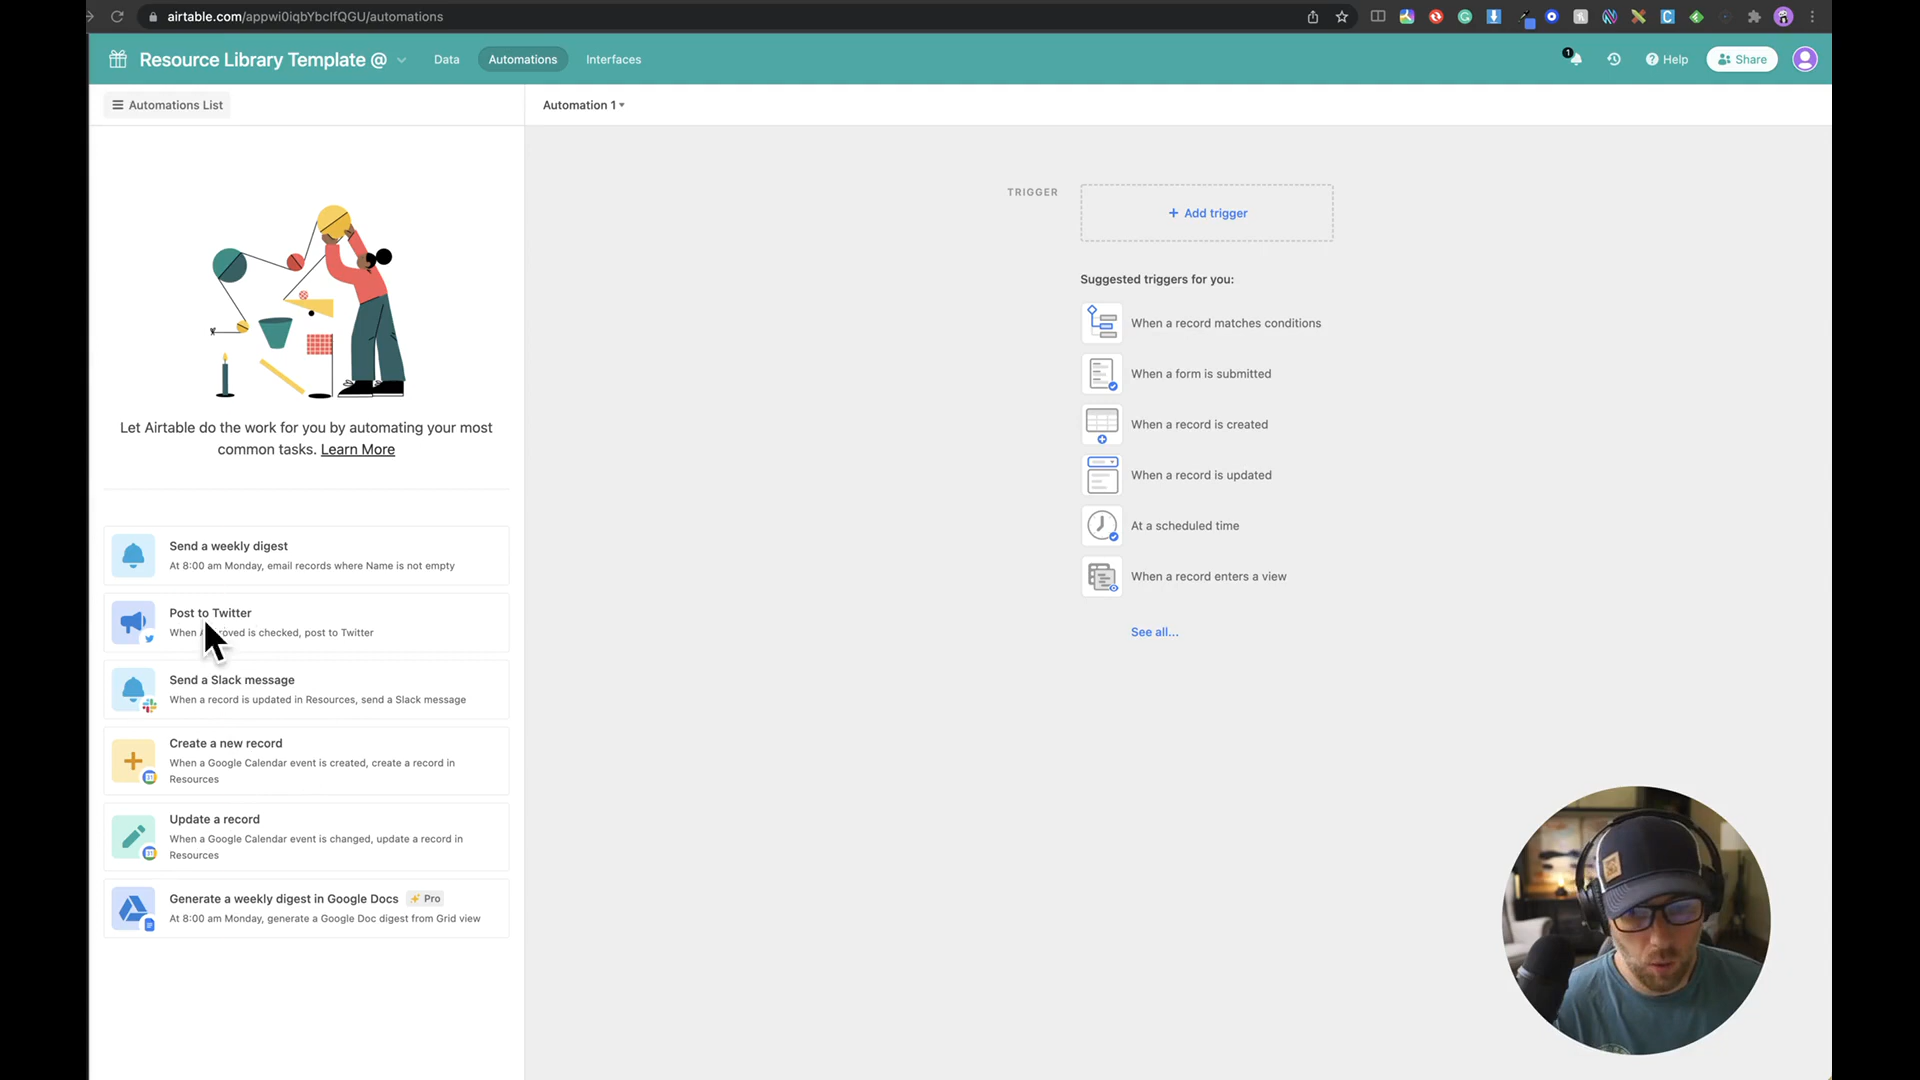 airtable.com/appwi0iqbYbcIfQGU/automations
Resource Library Template @
Data
Automations
Interfaces
1
Help
Share
Automations List
Automation 1
Let Airtable do the work for you by automating your most
common tasks. Learn More
Send a weekly digest
At 8:00 am Monday, email records where Name is not empty
Post to Twitter
When is checked, post to Twitter
Send a Slack message
When a record is updated in Resources, send a Slack message
Create a new record
When a Google Calendar event is created, create a record in
Resources
Update a record
When a Google Calendar event is changed, update a record in
Resources
Generate a weekly digest in Google Docs Pro
At 8:00 am Monday, generate a Google Doc digest from Grid view
TRIGGER
+ Add trigger
Suggested triggers for you:
When a record matches conditions
When a form is submitted
When a record is created
When a record is updated
At a scheduled time
When a record enters a view
See all...